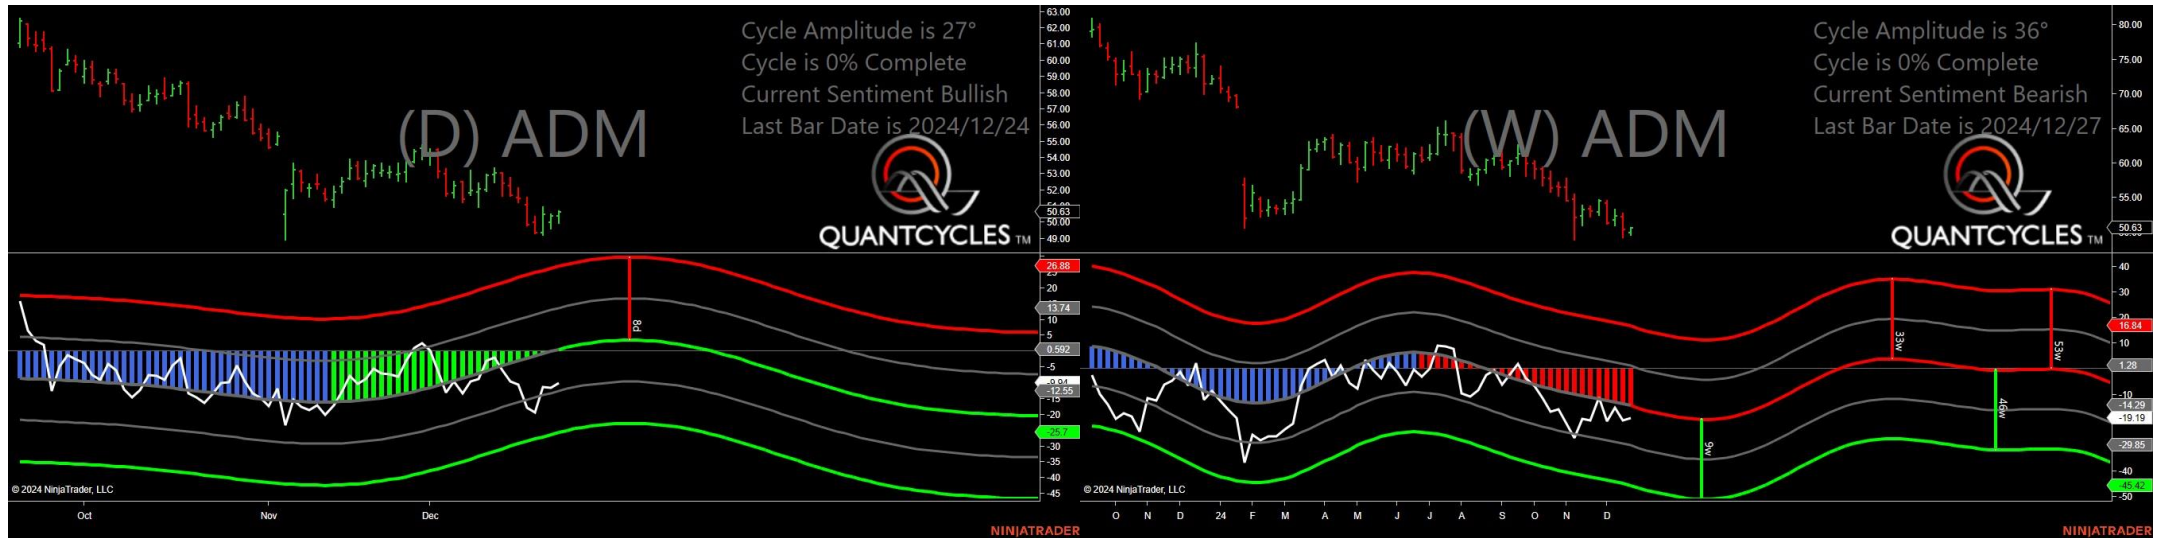 Cycle Amplitude is 27°
Cycle is 0% Complete
Current Sentiment Bullish
Last Bar Date is 2024/12/24
(D) ADM
QUANTCYCLES TM
63.00
62.00
61.00
60.00
59.00
58.00
57.00
56.00
55.00
54.00
53.00
52.00
50.63
50.00
49.00
26.88
20
13.74
10
5
0.592
-5
-9.94
-12.55
-15
-20
-25.7
-30
-35
-40
-45
8d
© 2024 NinjaTrader, LLC
Oct Nov Dec
NINJATRADER
Cycle Amplitude is 36°
Cycle is 0% Complete
Current Sentiment Bearish
Last Bar Date is 2024/12/27
(W) ADM
QUANTCYCLES TM
80.00
75.00
70.00
65.00
60.00
55.00
50.63
40
30
16.84
10
1.28
-10
-14.29
-19.19
-29.85
-40
-45.42
-50
9w
33w
46w
53w
© 2024 NinjaTrader, LLC
O N D 24 F M A M J J A S O N D
NINJATRADER